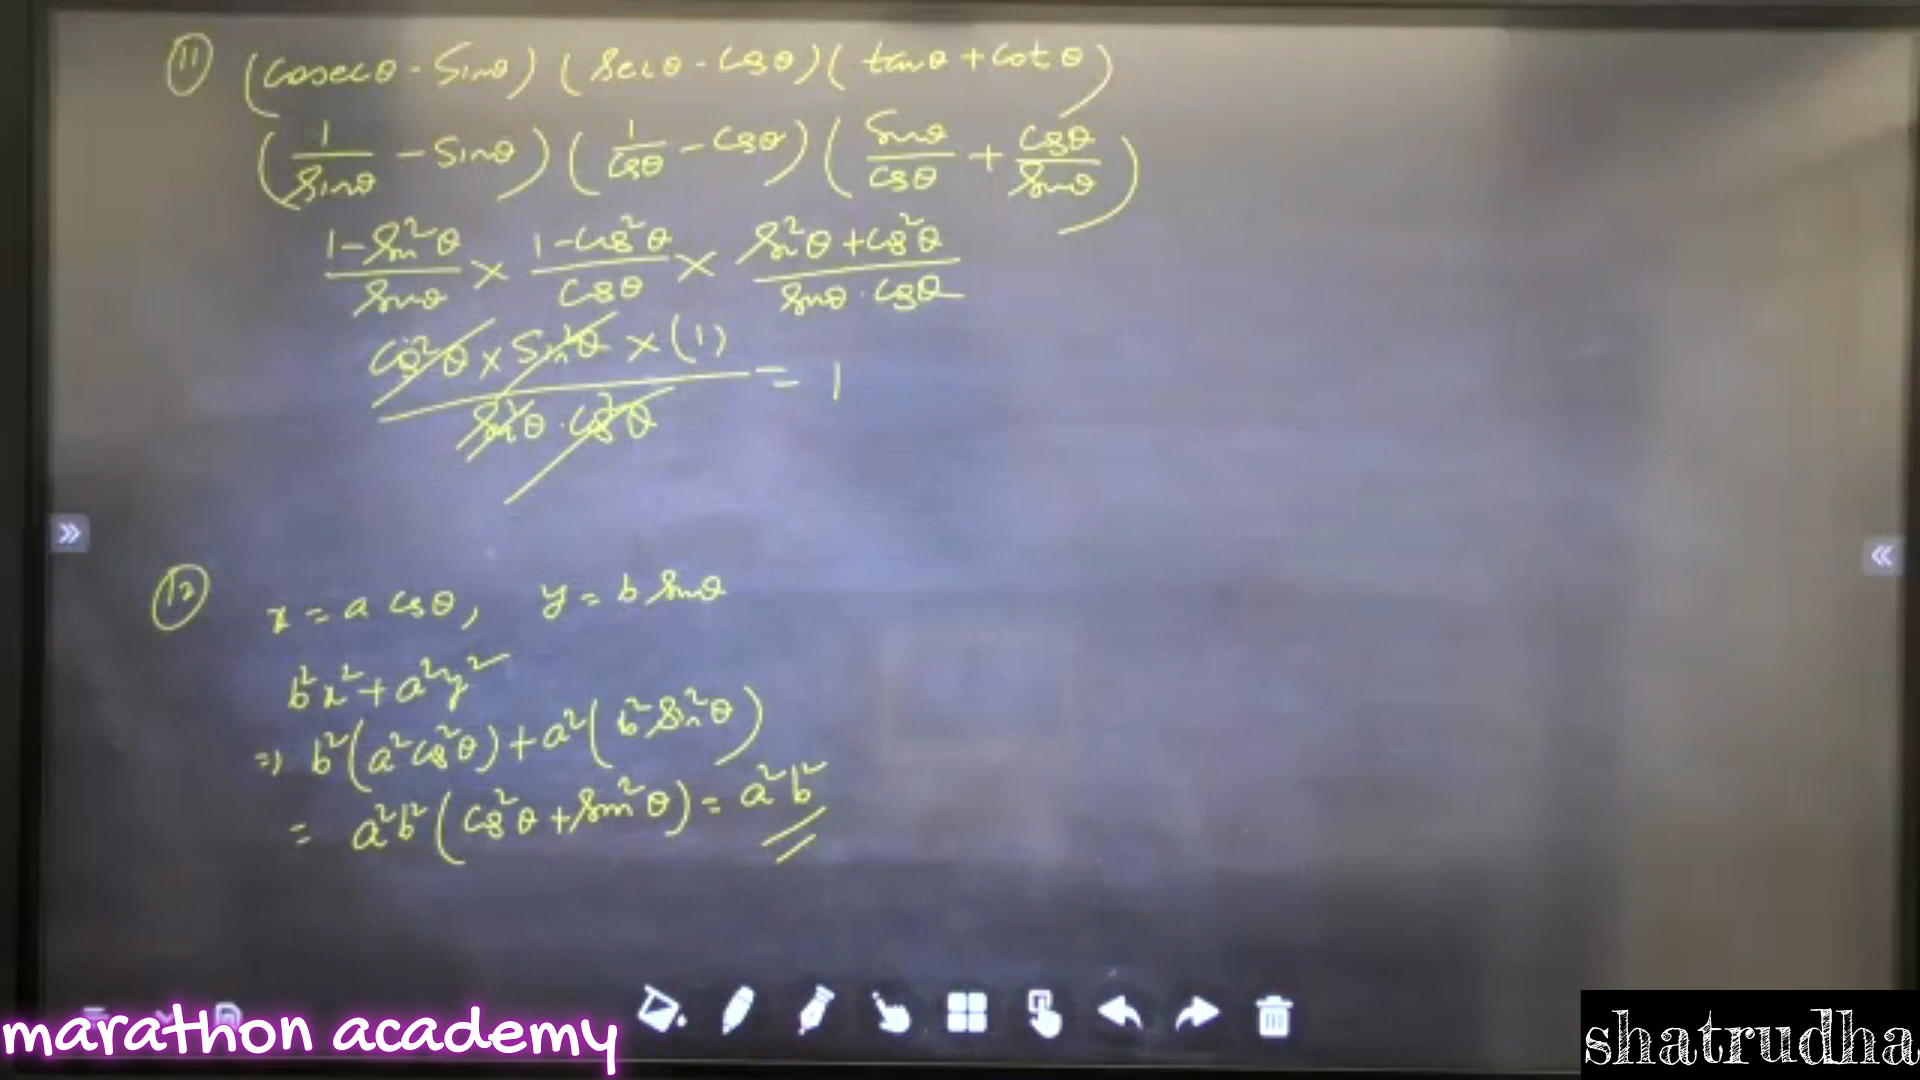 (11) (Cosecθ - Sinθ) (Secθ - Cosθ) (tanθ + Cotθ)
(1/Sinθ - Sinθ) (1/Cosθ - Cosθ) (Sinθ/Cosθ + Cosθ/Sinθ)
1-Sin²θ/Sinθ × 1-Cos²θ/Cosθ × Sin²θ+Cos²θ/Sinθ·Cosθ
Cos²θ × Sin²θ × (1)/Sin²θ·Cos²θ = 1
(12) x = a Cosθ, y = b Sinθ
b²x² + a²y²
⇒ b²(a²Cos²θ) + a²(b²Sin²θ)
= a²b²(Cos²θ + Sin²θ) = a²b²
marathon academy
shatrudha